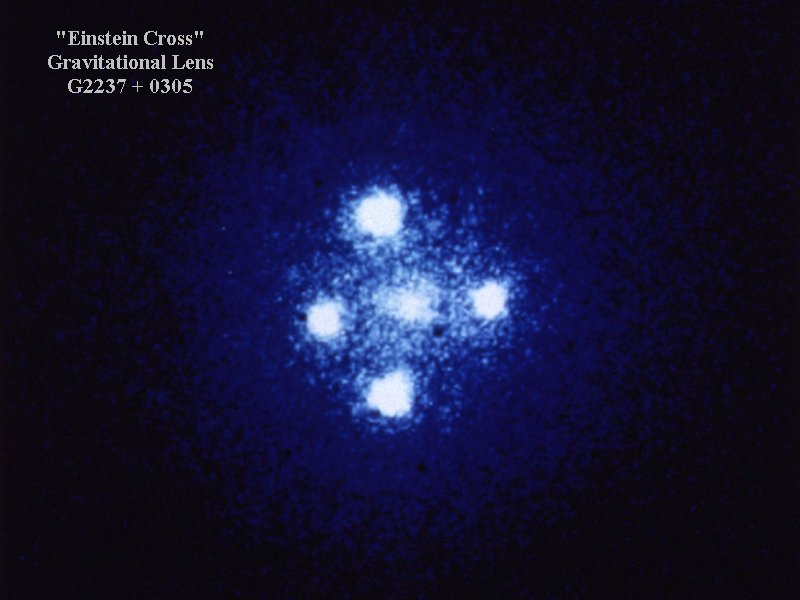 "Einstein Cross"
Gravitational Lens
G2237 + 0305